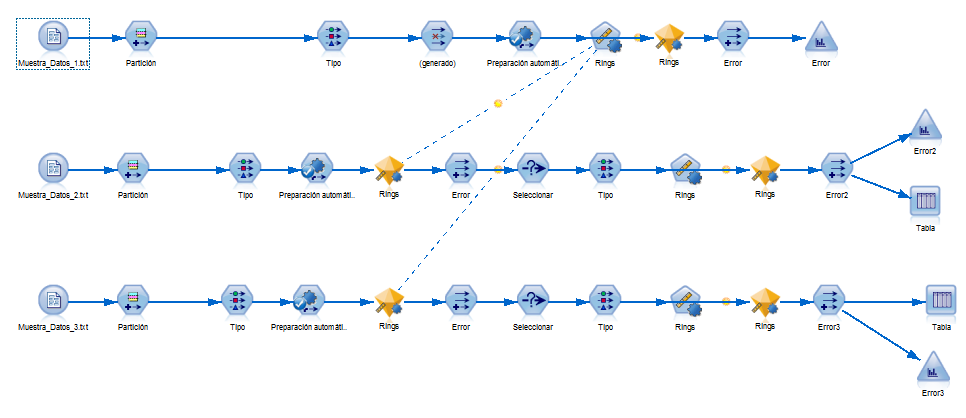 Muestra_Datos_1.txt Partición Tipo (generado) Preparación automáti... Rings Rings Error Error
Error2
Muestra_Datos_2.txt Partición Tipo Preparación automáti... Rings Error Seleccionar Tipo Rings Rings Error2
Tabla
Muestra_Datos_3.txt Partición Tipo Preparación automáti... Rings Error Seleccionar Tipo Rings Rings Error3 Tabla
Error3